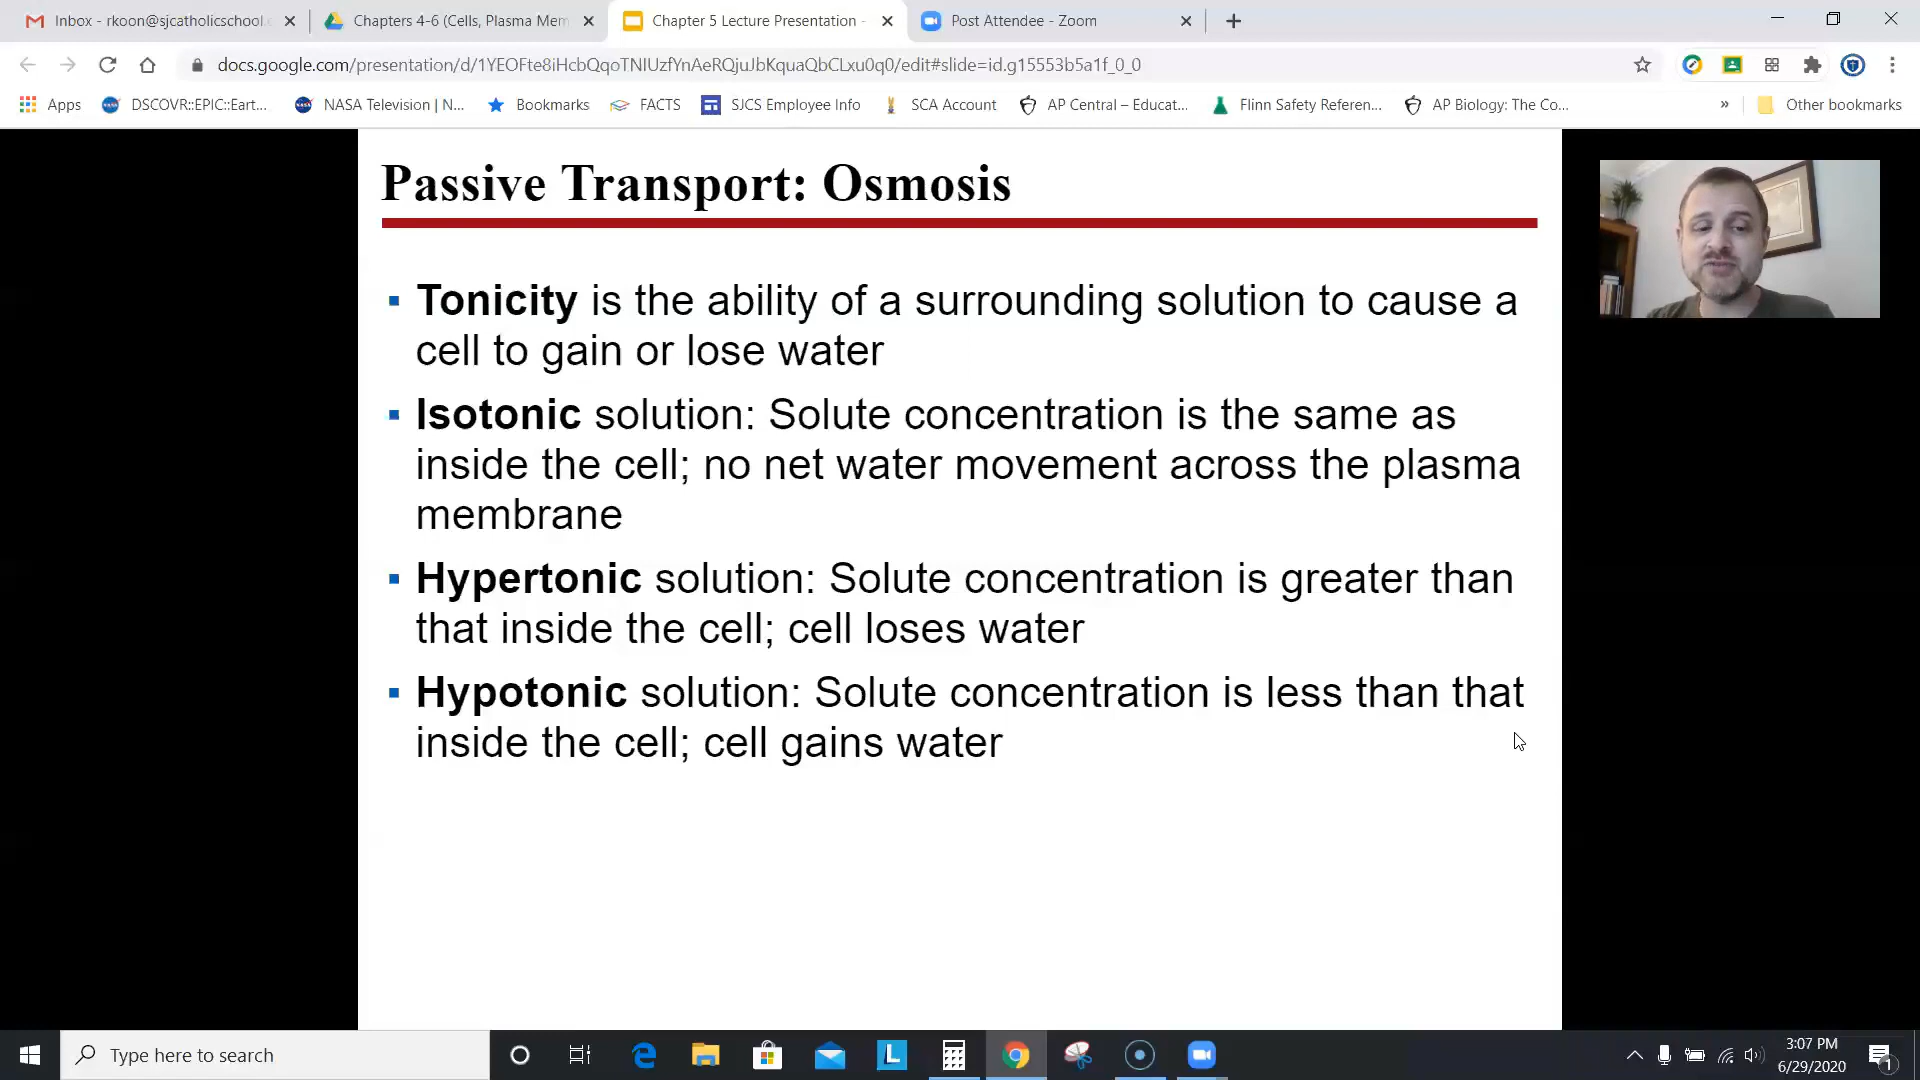 Inbox - rkoon@sjcatholicschool.
Chapters 4-6 (Cells, Plasma Mem
Chapter 5 Lecture Presentation -
Post Attendee - Zoom
docs.google.com/presentation/d/1YEOFte8iHcbQqoTNIUzfYnAeRQjuJbKquaQbCLxu0q0/edit#slide=id.g15553b5a1f_0_0
Apps
DSCOVR::EPIC::Eart...
NASA Television | N...
Bookmarks
FACTS
SJCS Employee Info
SCA Account
AP Central – Educat...
Flinn Safety Referen...
AP Biology: The Co...
»
Other bookmarks
Passive Transport: Osmosis
Tonicity is the ability of a surrounding solution to cause a
cell to gain or lose water
Isotonic solution: Solute concentration is the same as
inside the cell; no net water movement across the plasma
membrane
Hypertonic solution: Solute concentration is greater than
that inside the cell; cell loses water
Hypotonic solution: Solute concentration is less than that
inside the cell; cell gains water
Type here to search
3:07 PM
6/29/2020
1